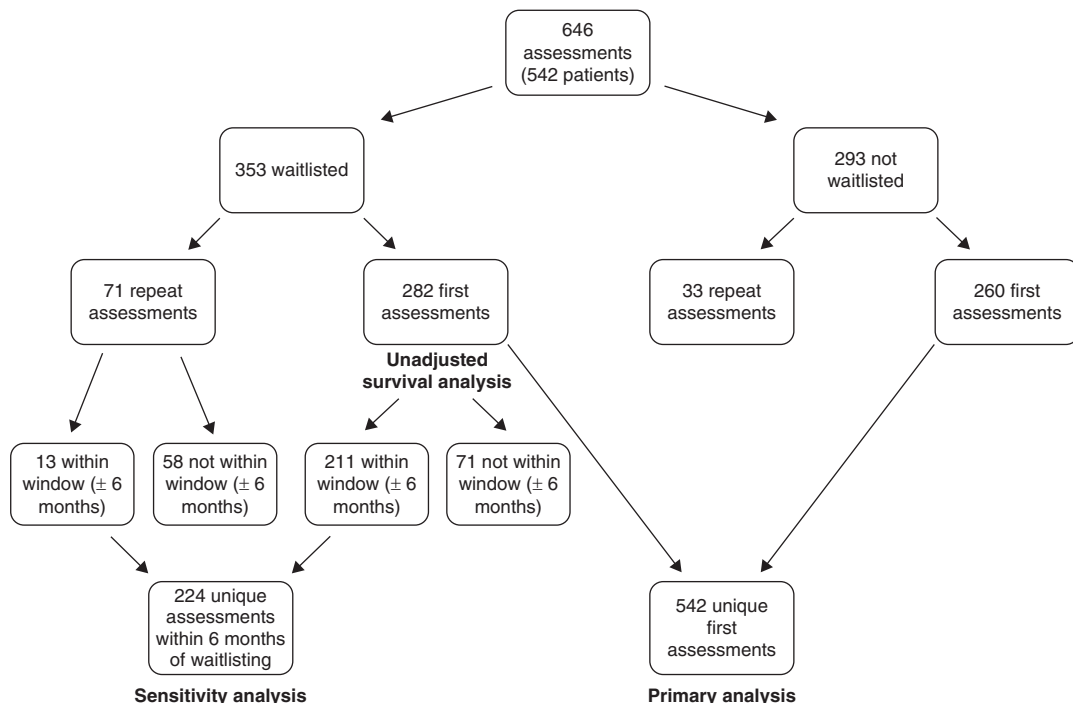 646
assessments
(542 patients)
353 waitlisted
293 not
waitlisted
71 repeat
assessments
282 first
assessments
33 repeat
assessments
260 first
assessments
Unadjusted
survival analysis
13 within
window (± 6
months)
58 not within
window (± 6
months)
211 within
window (± 6
months)
71 not within
window (± 6
months)
224 unique
assessments
within 6 months
of waitlisting
542 unique
first
assessments
Sensitivity analysis
Primary analysis